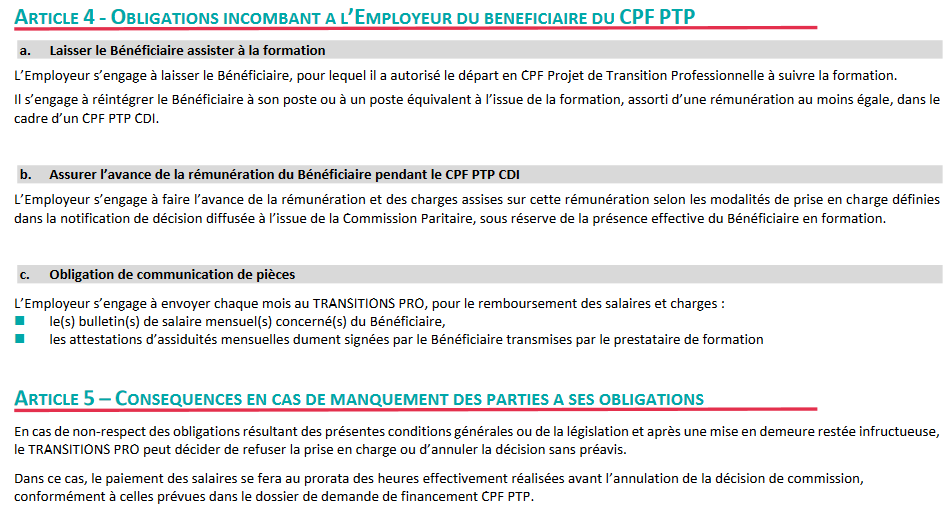 ARTICLE 4 - OBLIGATIONS INCOMBANT A L’EMPLOYEUR DU BENEFICIAIRE DU CPF PTP
a. Laisser le Bénéficiaire assister à la formation
L’Employeur s’engage à laisser le Bénéficiaire, pour lequel il a autorisé le départ en CPF Projet de Transition Professionnelle à suivre la formation.
Il s’engage à réintégrer le Bénéficiaire à son poste ou à un poste équivalent à l’issue de la formation, assorti d’une rémunération au moins égale, dans le
cadre d’un CPF PTP CDI.
b. Assurer l’avance de la rémunération du Bénéficiaire pendant le CPF PTP CDI
L’Employeur s’engage à faire l’avance de la rémunération et des charges assises sur cette rémunération selon les modalités de prise en charge définies
dans la notification de décision diffusée à l’issue de la Commission Paritaire, sous réserve de la présence effective du Bénéficiaire en formation.
c. Obligation de communication de pièces
L’Employeur s’engage à envoyer chaque mois au TRANSITIONS PRO, pour le remboursement des salaires et charges :
le(s) bulletin(s) de salaire mensuel(s) concerné(s) du Bénéficiaire,
les attestations d’assiduités mensuelles dument signées par le Bénéficiaire transmises par le prestataire de formation
ARTICLE 5 – CONSEQUENCES EN CAS DE MANQUEMENT DES PARTIES A SES OBLIGATIONS
En cas de non-respect des obligations résultant des présentes conditions générales ou de la législation et après une mise en demeure restée infructueuse,
le TRANSITIONS PRO peut décider de refuser la prise en charge ou d’annuler la décision sans préavis.
Dans ce cas, le paiement des salaires se fera au prorata des heures effectivement réalisées avant l’annulation de la décision de commission,
conformément à celles prévues dans le dossier de demande de financement CPF PTP.